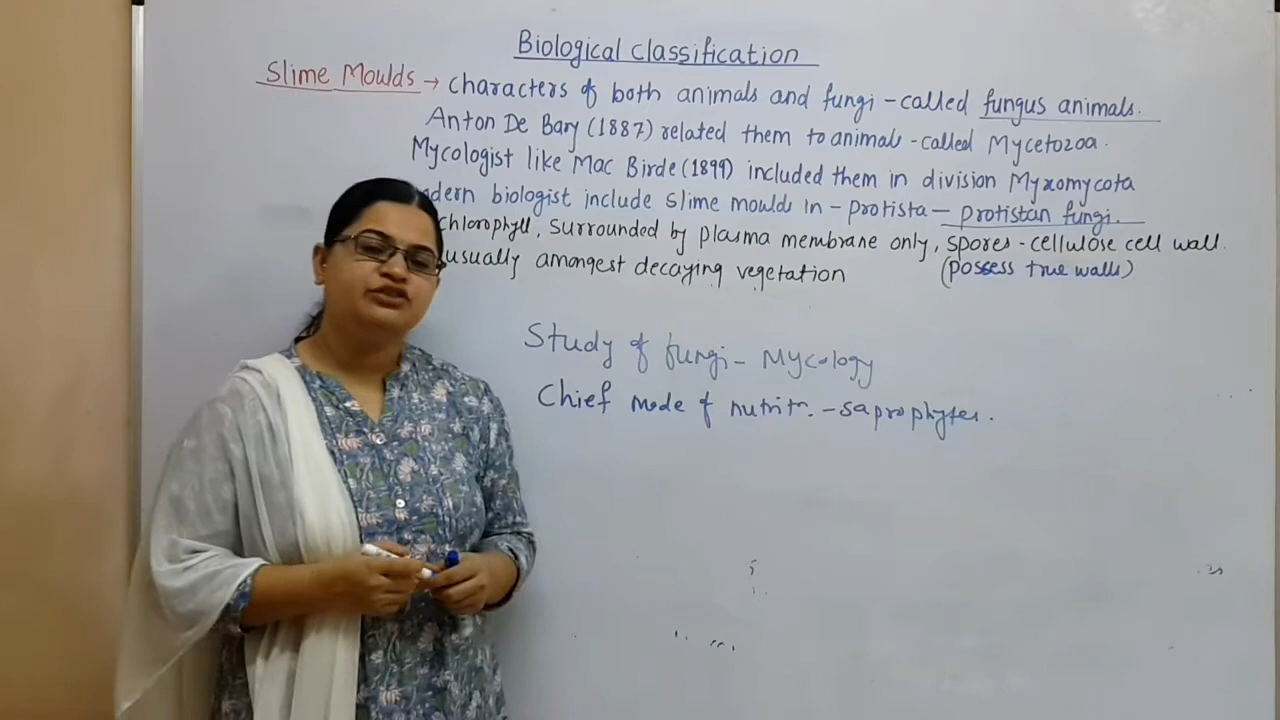 Biological classification
Slime Moulds → characters of both animals and fungi - called fungus animals.
Anton De Bary (1887) related them to animals - called Mycetozoa.
Mycologist like Mac Birde (1899) included them in division Myxomycota
dern biologist include slime moulds in - protista - protistan fungi.
chlorophyll, surrounded by plasma membrane only, spores - cellulose cell wall.
usually amongest decaying vegetation (possess true walls)
Study of fungi - Mycology
Chief mode of nutritn. - saprophytes.